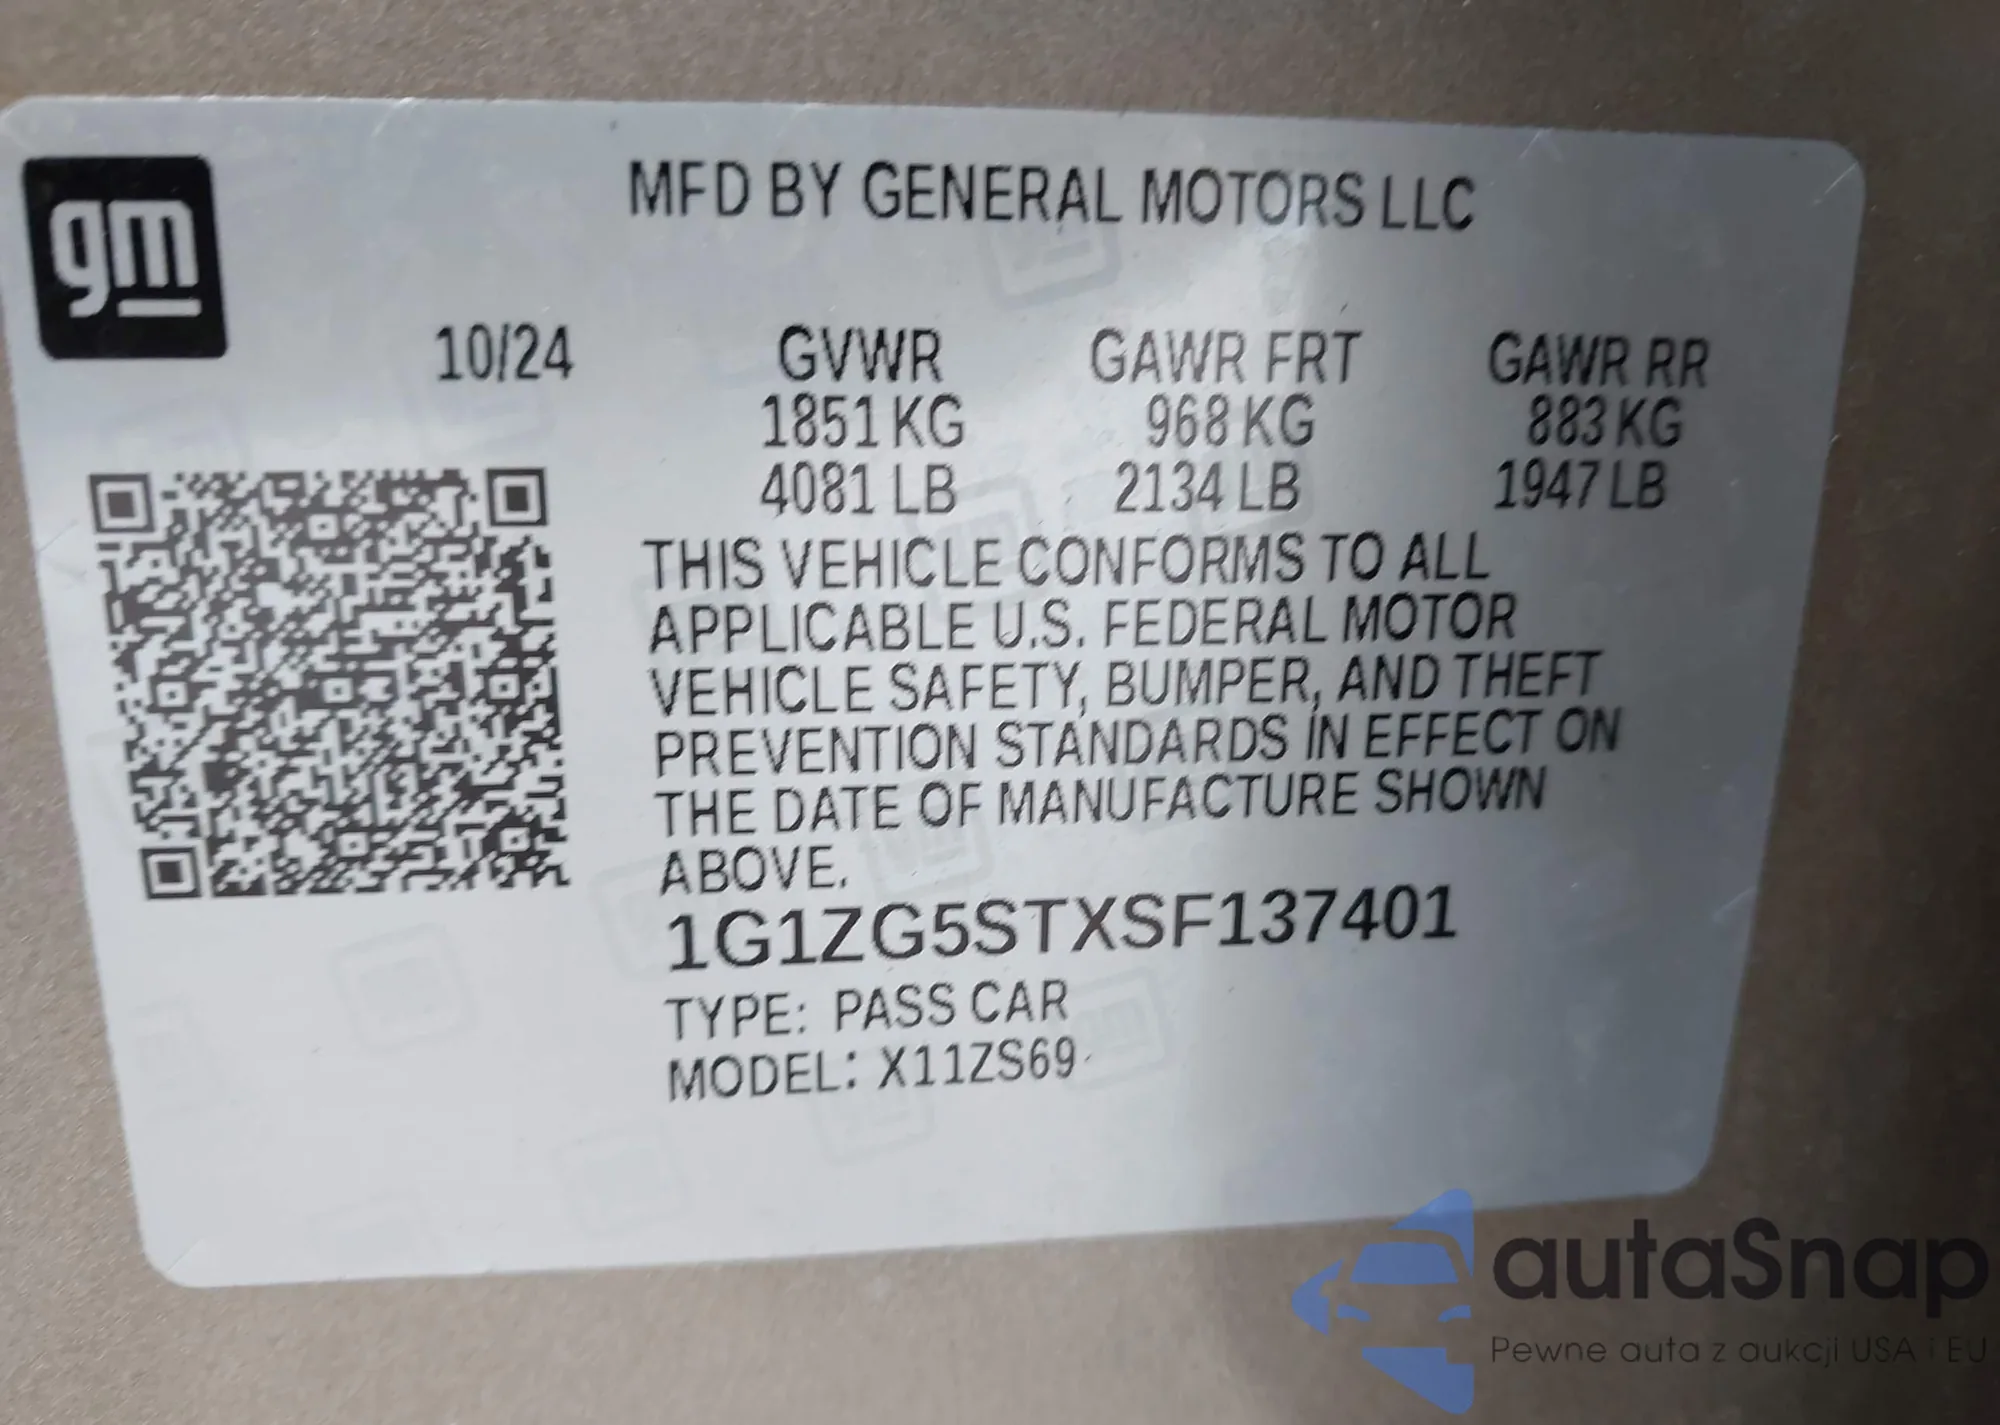 gm
MFD BY GENERAL MOTORS LLC
10/24 GVWR GAWR FRT GAWR RR
1851 KG 968 KG 883 KG
4081 LB 2134 LB 1947 LB
THIS VEHICLE CONFORMS TO ALL
APPLICABLE U.S. FEDERAL MOTOR
VEHICLE SAFETY, BUMPER, AND THEFT
PREVENTION STANDARDS IN EFFECT ON
THE DATE OF MANUFACTURE SHOWN
ABOVE.
1G1ZG5STXSF137401
TYPE: PASS CAR
MODEL: X11ZS69
autaSnap
Pewne auta z aukcji USA i EU